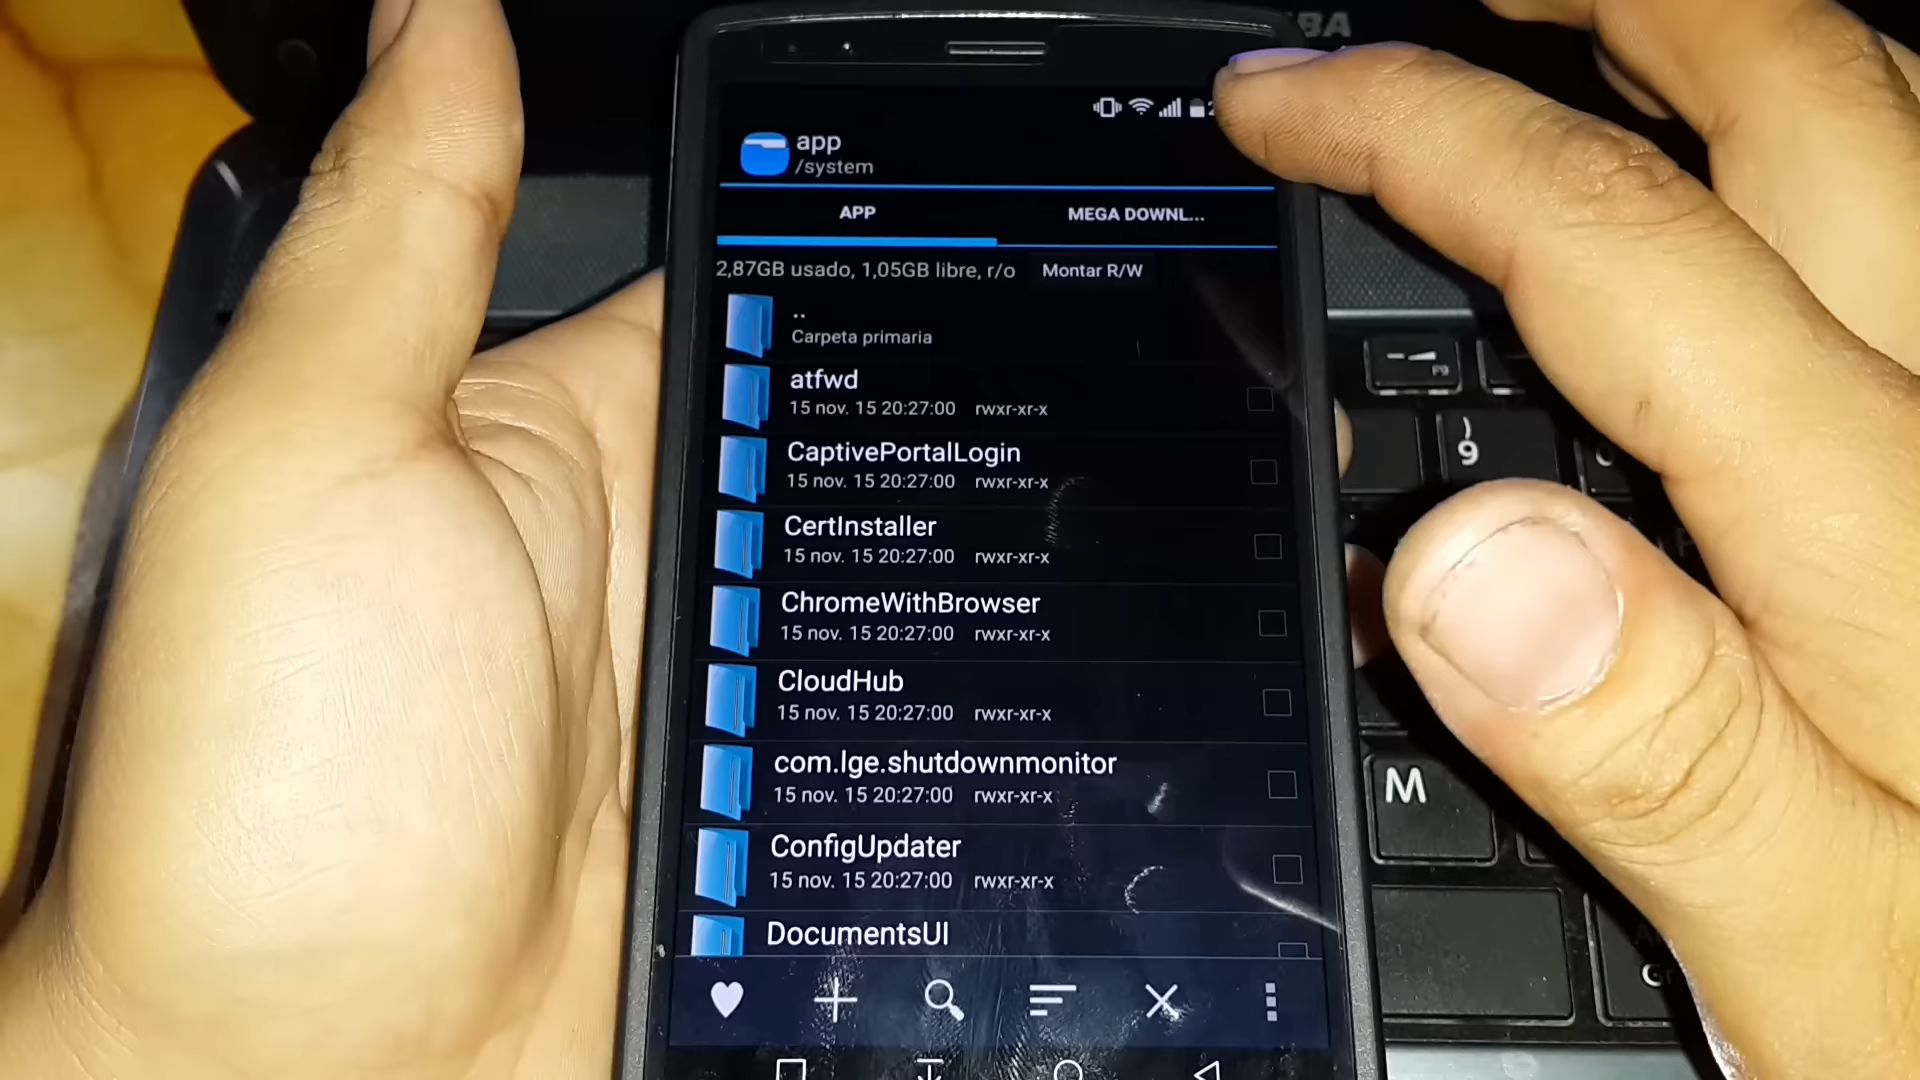 BA
app
/system
APP
MEGA DOWNL...
2,87GB usado, 1,05GB libre, r/o Montar R/W
..
Carpeta primaria
atfwd
15 nov. 15 20:27:00 rwxr-xr-x
CaptivePortalLogin
15 nov. 15 20:27:00 rwxr-xr-x
CertInstaller
15 nov. 15 20:27:00 rwxr-xr-x
ChromeWithBrowser
15 nov. 15 20:27:00 rwxr-xr-x
CloudHub
15 nov. 15 20:27:00 rwxr-xr-x
com.lge.shutdownmonitor
15 nov. 15 20:27:00 rwxr-xr-x
ConfigUpdater
15 nov. 15 20:27:00 rwxr-xr-x
DocumentsUI
F9
)
9
M